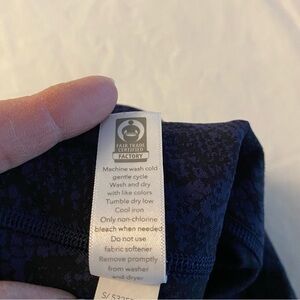 FAIR TRADE
CERTIFIED
FACTORY
Machine wash cold
gentle cycle
Wash and dry
with like colors
Tumble dry low
Cool iron
Only non-chlorine
bleach when needed
Do not use
fabric softener
Remove promptly
from washer
and dryer